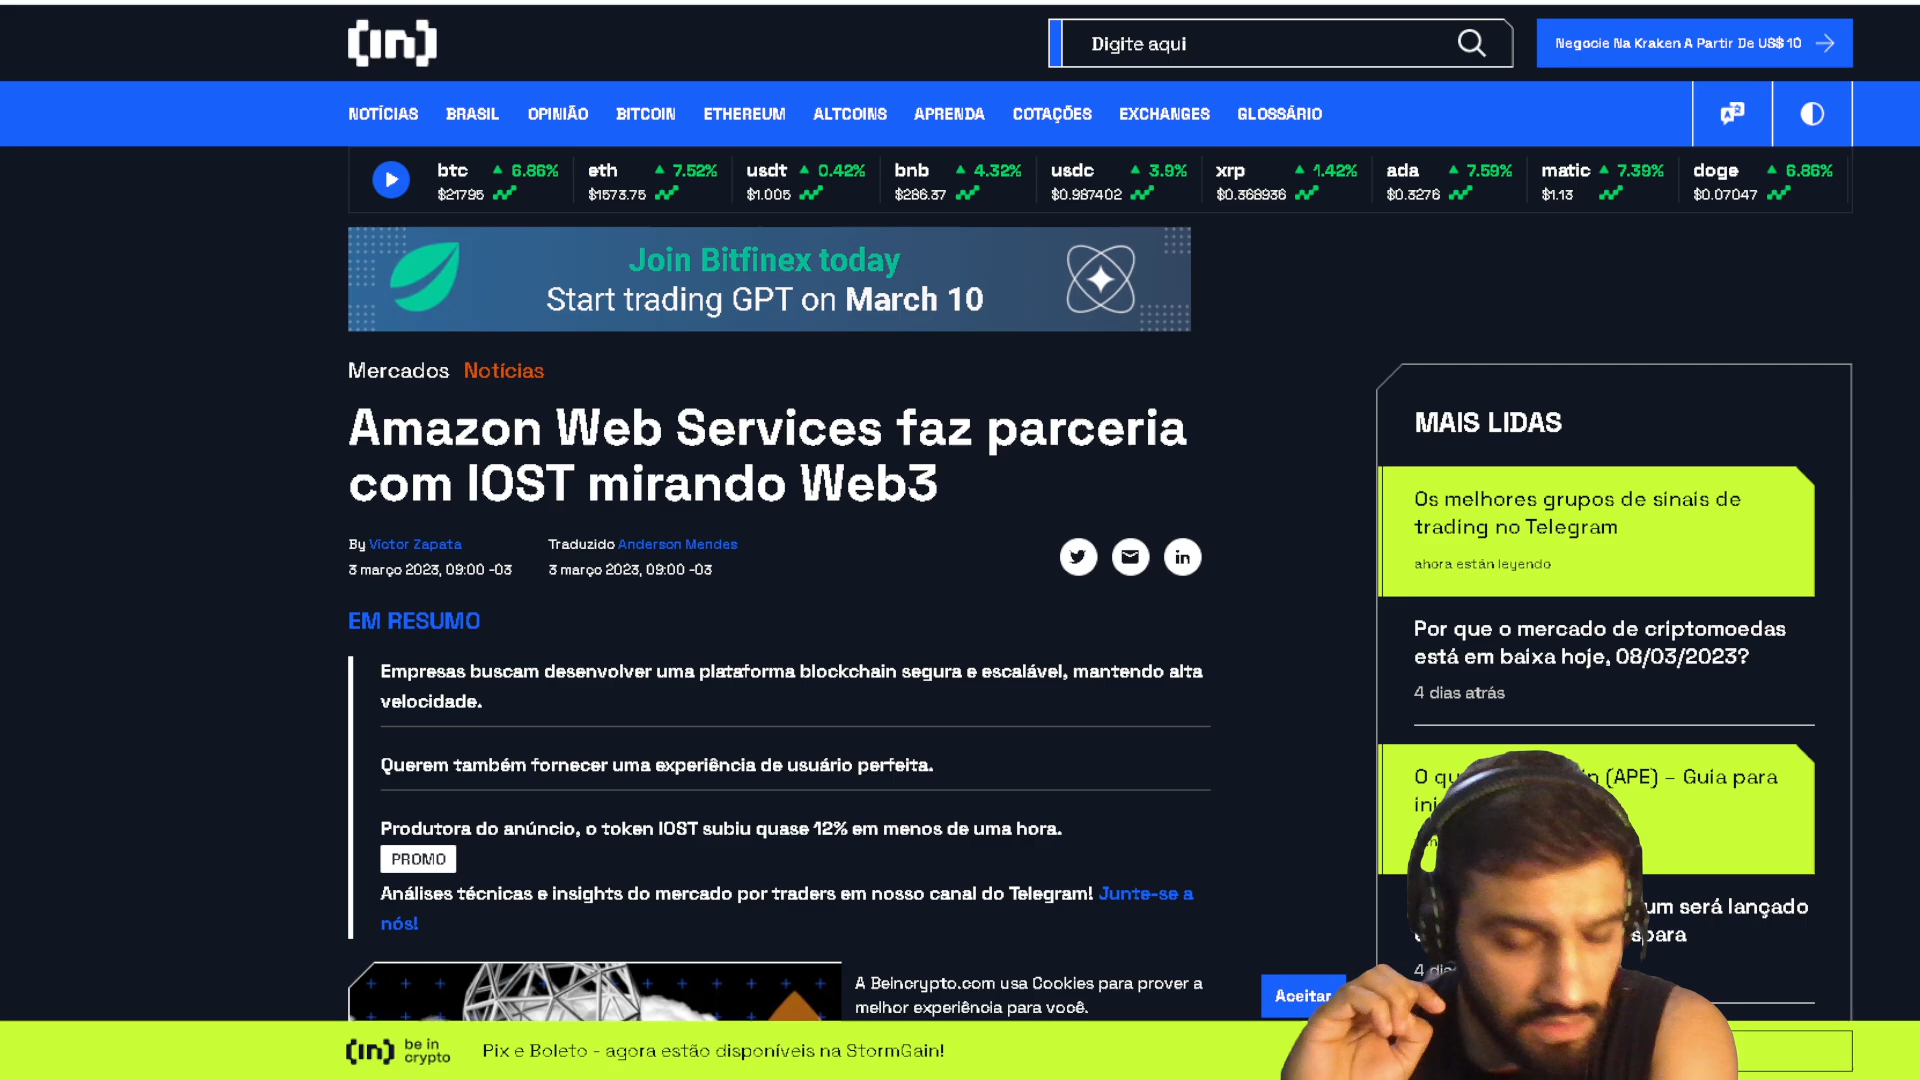 [in]
Digite aqui
Negocie Na Kraken A Partir De US$ 10
NOTÍCIAS BRASIL OPINIÃO BITCOIN ETHEREUM ALTCOINS APRENDA COTAÇÕES EXCHANGES GLOSSÁRIO
btc 6.86% eth 7.52% usdt 0.42% bnb 4.32% usdc 3.9% xrp 1.42% ada 7.59% matic 7.39% doge 6.86%
$21795 $1573.75 $1.005 $286.37 $0.987402 $0.368936 $0.3276 $1.13 $0.07047
Join Bitfinex today
Start trading GPT on March 10
Mercados Notícias
Amazon Web Services faz parceria
com IOST mirando Web3
By Víctor Zapata
3 março 2023, 09:00 -03
Traduzido Anderson Mendes
3 março 2023, 09:00 -03
in
EM RESUMO
Empresas buscam desenvolver uma plataforma blockchain segura e escalável, mantendo alta
velocidade.
Querem também fornecer uma experiência de usuário perfeita.
Produtora do anúncio, o token IOST subiu quase 12% em menos de uma hora.
PROMO
Análises técnicas e insights do mercado por traders em nosso canal do Telegram! Junte-se a
nós!
MAIS LIDAS
Os melhores grupos de sinais de
trading no Telegram
ahora están leyendo
Por que o mercado de criptomoedas
está em baixa hoje, 08/03/2023?
4 dias atrás
O (APE) – Guia para
será lançado
4
A Beincrypto.com usa Cookies para prover a
melhor experiência para você.
Aceitar
[in] be in
crypto
Pix e Boleto - agora estão disponíveis na StormGain!